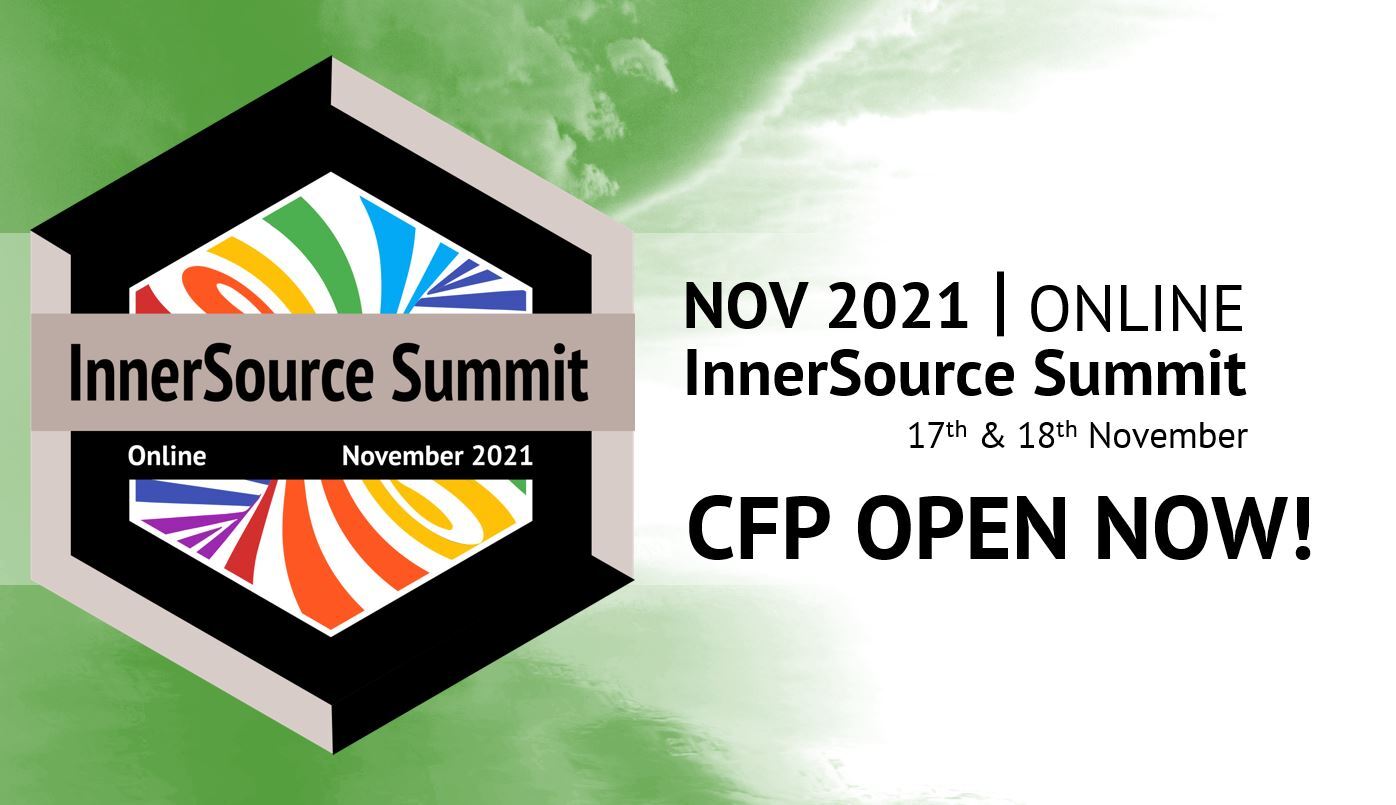 InnerSource Summit
Online November 2021
NOV 2021 | ONLINE
InnerSource Summit
17th & 18th November
CFP OPEN NOW!